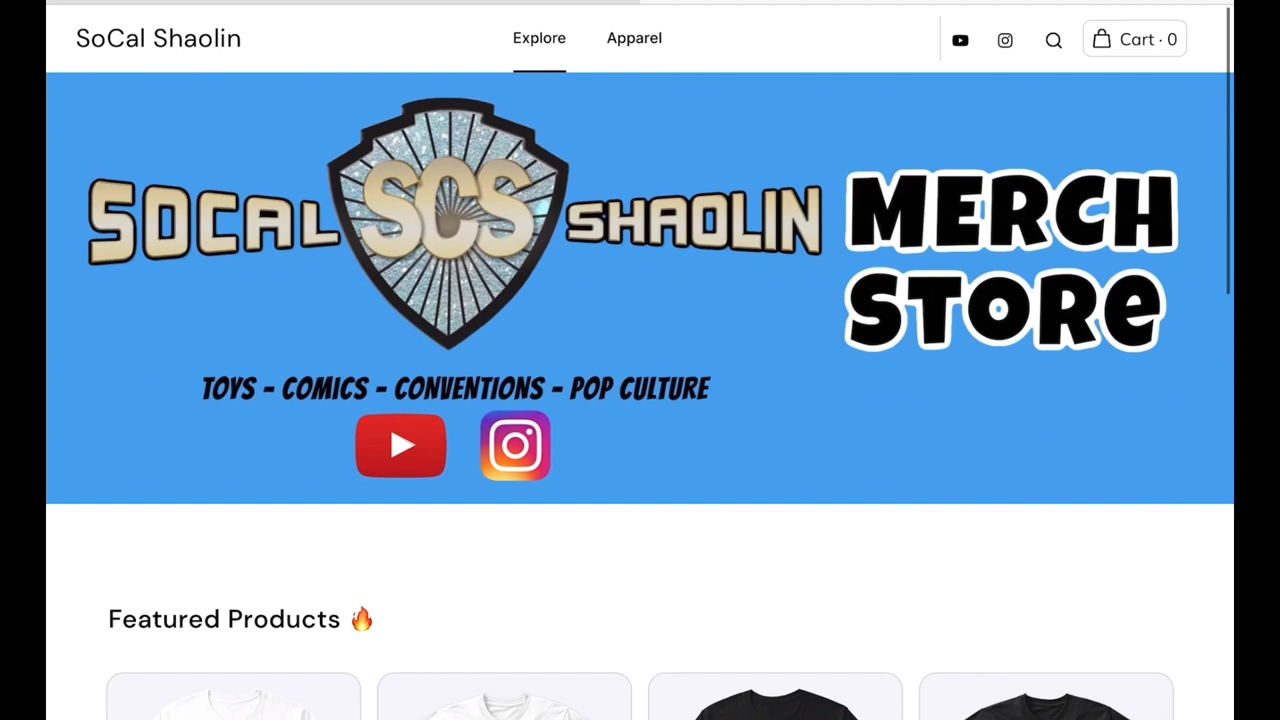 SoCal Shaolin
Explore
Apparel
Cart · 0
SOCAL SCS SHAOLIN
MERCH
STORE
TOYS - COMICS - CONVENTIONS - POP CULTURE
Featured Products 🔥